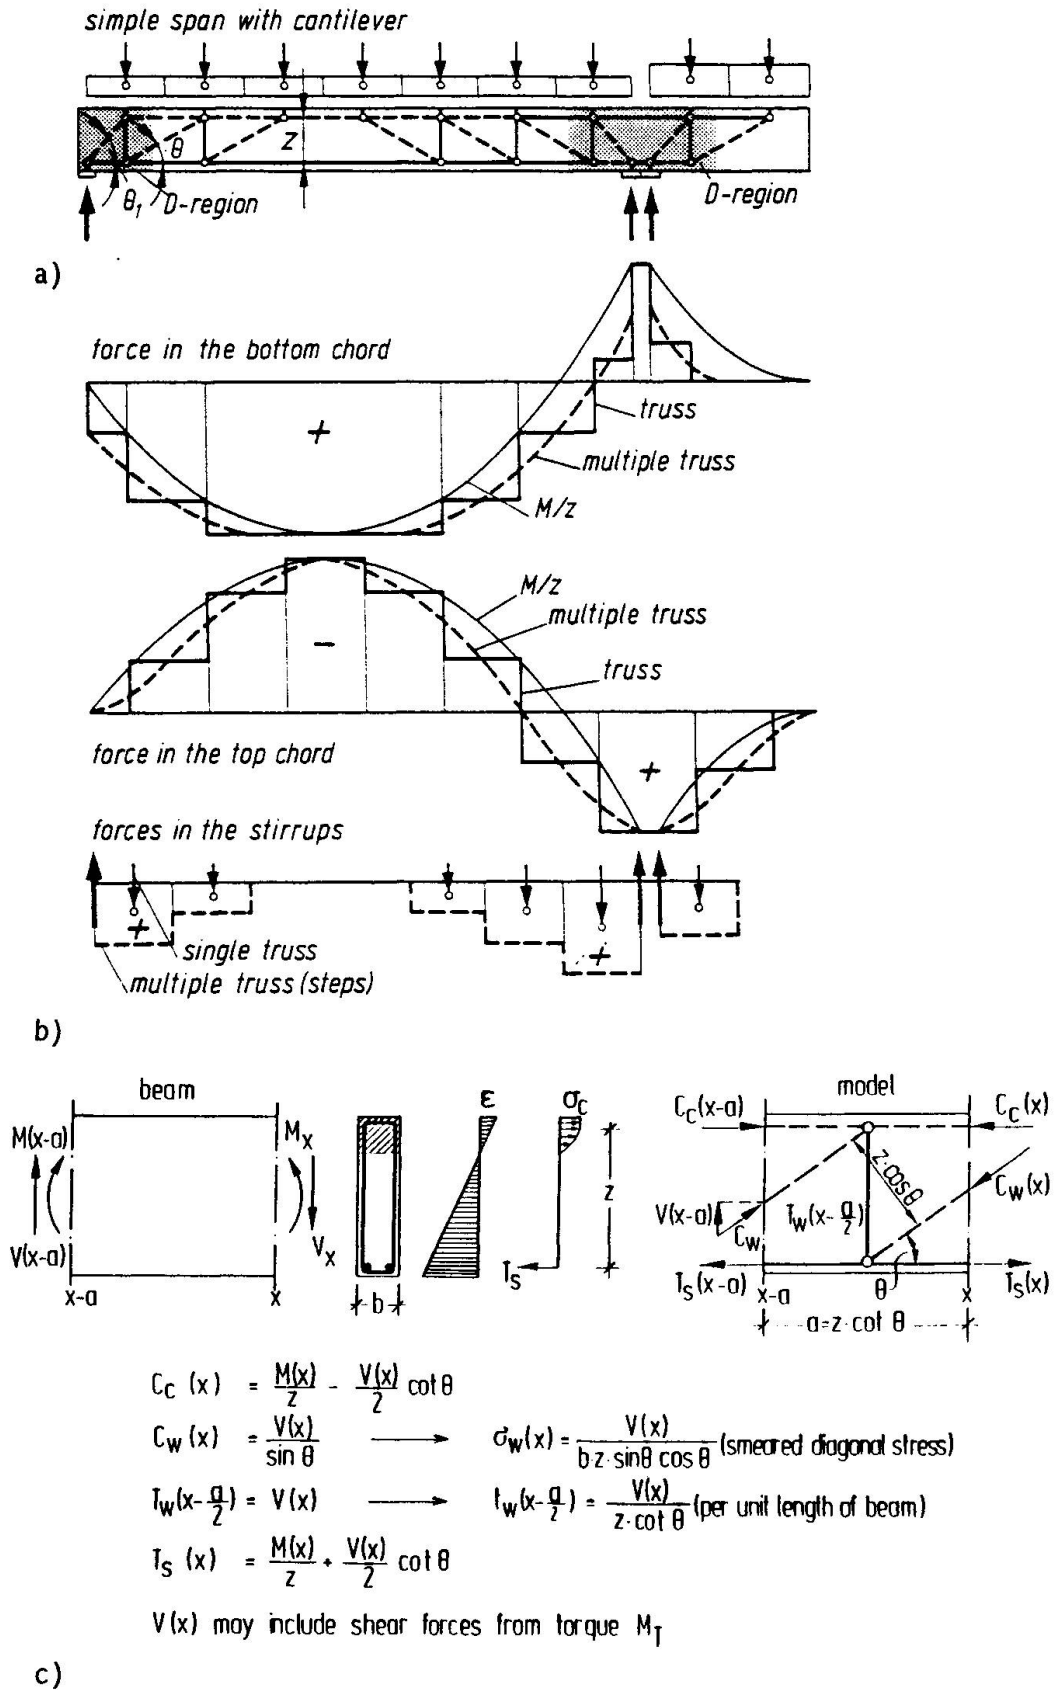 simple span with cantilever
z
θ
θ₁
D-region
D-region
a)
force in the bottom chord
+
truss
multiple truss
M/z
M/z
multiple truss
−
truss
force in the top chord
+
forces in the stirrups
+
+
single truss
multiple truss (steps)
b)
beam
ε
σc
model
M(x-a)
Mx
V(x-a)
Vx
x-a
x
b
z
Ts
Cc(x-a)
Cc(x)
z·cosθ
Cw(x)
V(x-a)
Cw
Tw(x-a/2)
θ
Ts(x-a)
Ts(x)
x-a
x
a=z·cot θ
Cc (x) = M(x)/z - V(x)/2 cot θ
Cw (x) = V(x)/sin θ → σw(x) = V(x)/b·z·sinθ cos θ (smeared diagonal stress)
Tw(x-a/2) = V(x) → tw(x-a/2) = V(x)/z·cot θ (per unit length of beam)
Ts (x) = M(x)/z + V(x)/2 cot θ
V(x) may include shear forces from torque MT
c)